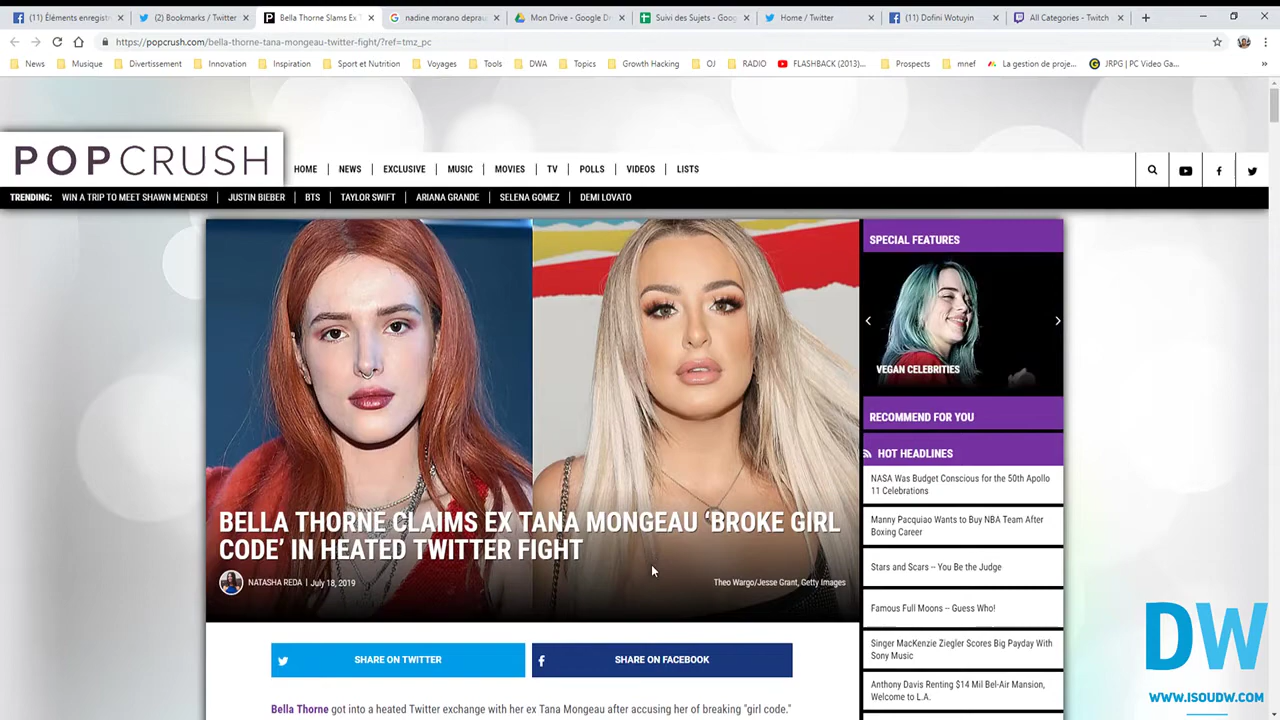 (11) Éléments enregistr
(2) Bookmarks / Twitter
Bella Thorne Slams Ex T
nadine morano deprau
Mon Drive - Google D
Suivi des Sujets - Goog
Home / Twitter
(11) Dofini Wotuyin
All Categories - Twitch
https://popcrush.com/bella-thorne-tana-mongeau-twitter-fight/?ref=tmz_pc
News
Musique
Divertissement
Innovation
Inspiration
Sport et Nutrition
Voyages
Tools
DWA
Topics
Growth Hacking
OJ
RADIO
FLASHBACK (2013)...
Prospects
mnef
La gestion de proje...
JRPG | PC Video Ga...
POPCRUSH
HOME
NEWS
EXCLUSIVE
MUSIC
MOVIES
TV
POLLS
VIDEOS
LISTS
TRENDING:
WIN A TRIP TO MEET SHAWN MENDES!
JUSTIN BIEBER
BTS
TAYLOR SWIFT
ARIANA GRANDE
SELENA GOMEZ
DEMI LOVATO
BELLA THORNE CLAIMS EX TANA MONGEAU ‘BROKE GIRL
CODE’ IN HEATED TWITTER FIGHT
NATASHA REDA | July 18, 2019
Theo Wargo/Jesse Grant, Getty Images
SHARE ON TWITTER
SHARE ON FACEBOOK
Bella Thorne got into a heated Twitter exchange with her ex Tana Mongeau after accusing her of breaking "girl code."
SPECIAL FEATURES
VEGAN CELEBRITIES
RECOMMEND FOR YOU
HOT HEADLINES
NASA Was Budget Conscious for the 50th Apollo
11 Celebrations
Manny Pacquiao Wants to Buy NBA Team After
Boxing Career
Stars and Scars -- You Be the Judge
Famous Full Moons -- Guess Who!
Singer MacKenzie Ziegler Scores Big Payday With
Sony Music
Anthony Davis Renting $14 Mil Bel-Air Mansion,
Welcome to L.A.
DW
WWW.ISOUDW.COM